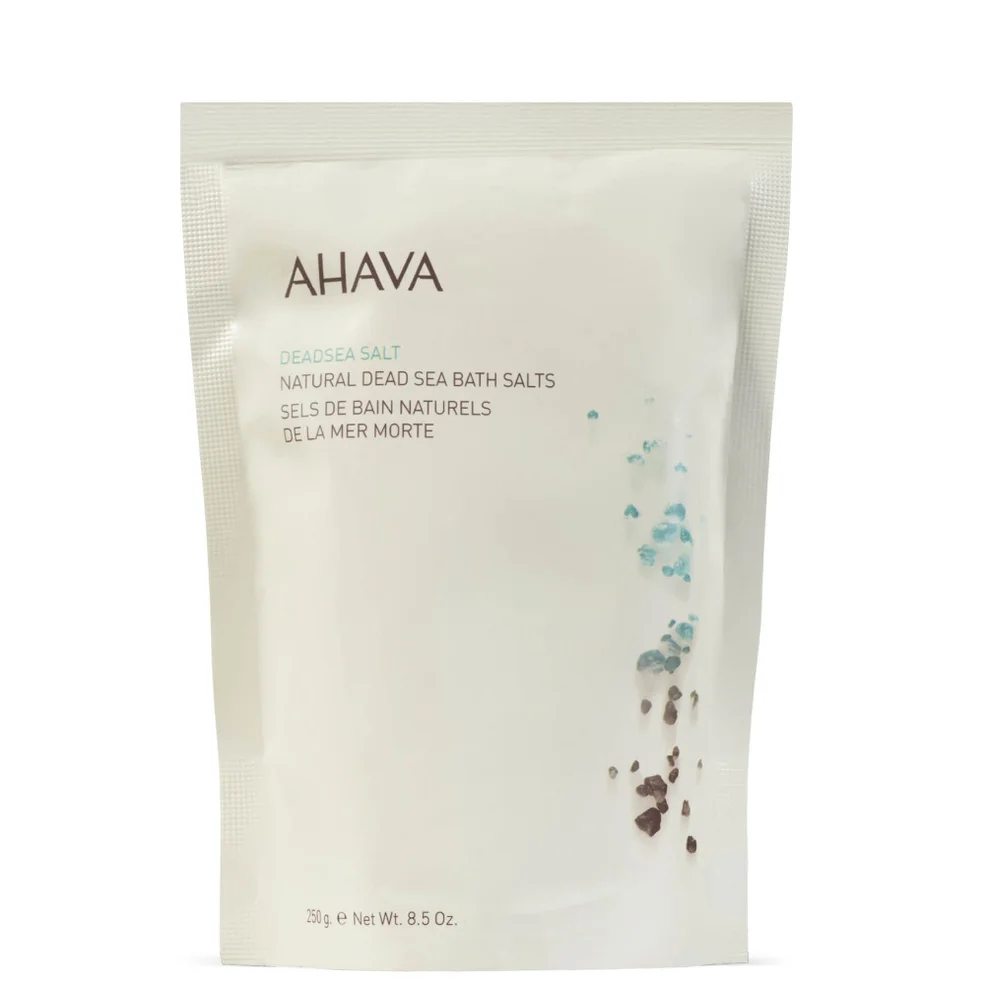 AHAVA
DEADSEA SALT
NATURAL DEAD SEA BATH SALTS
SELS DE BAIN NATURELS
DE LA MER MORTE
250 g. ℮ Net Wt. 8.5 Oz.